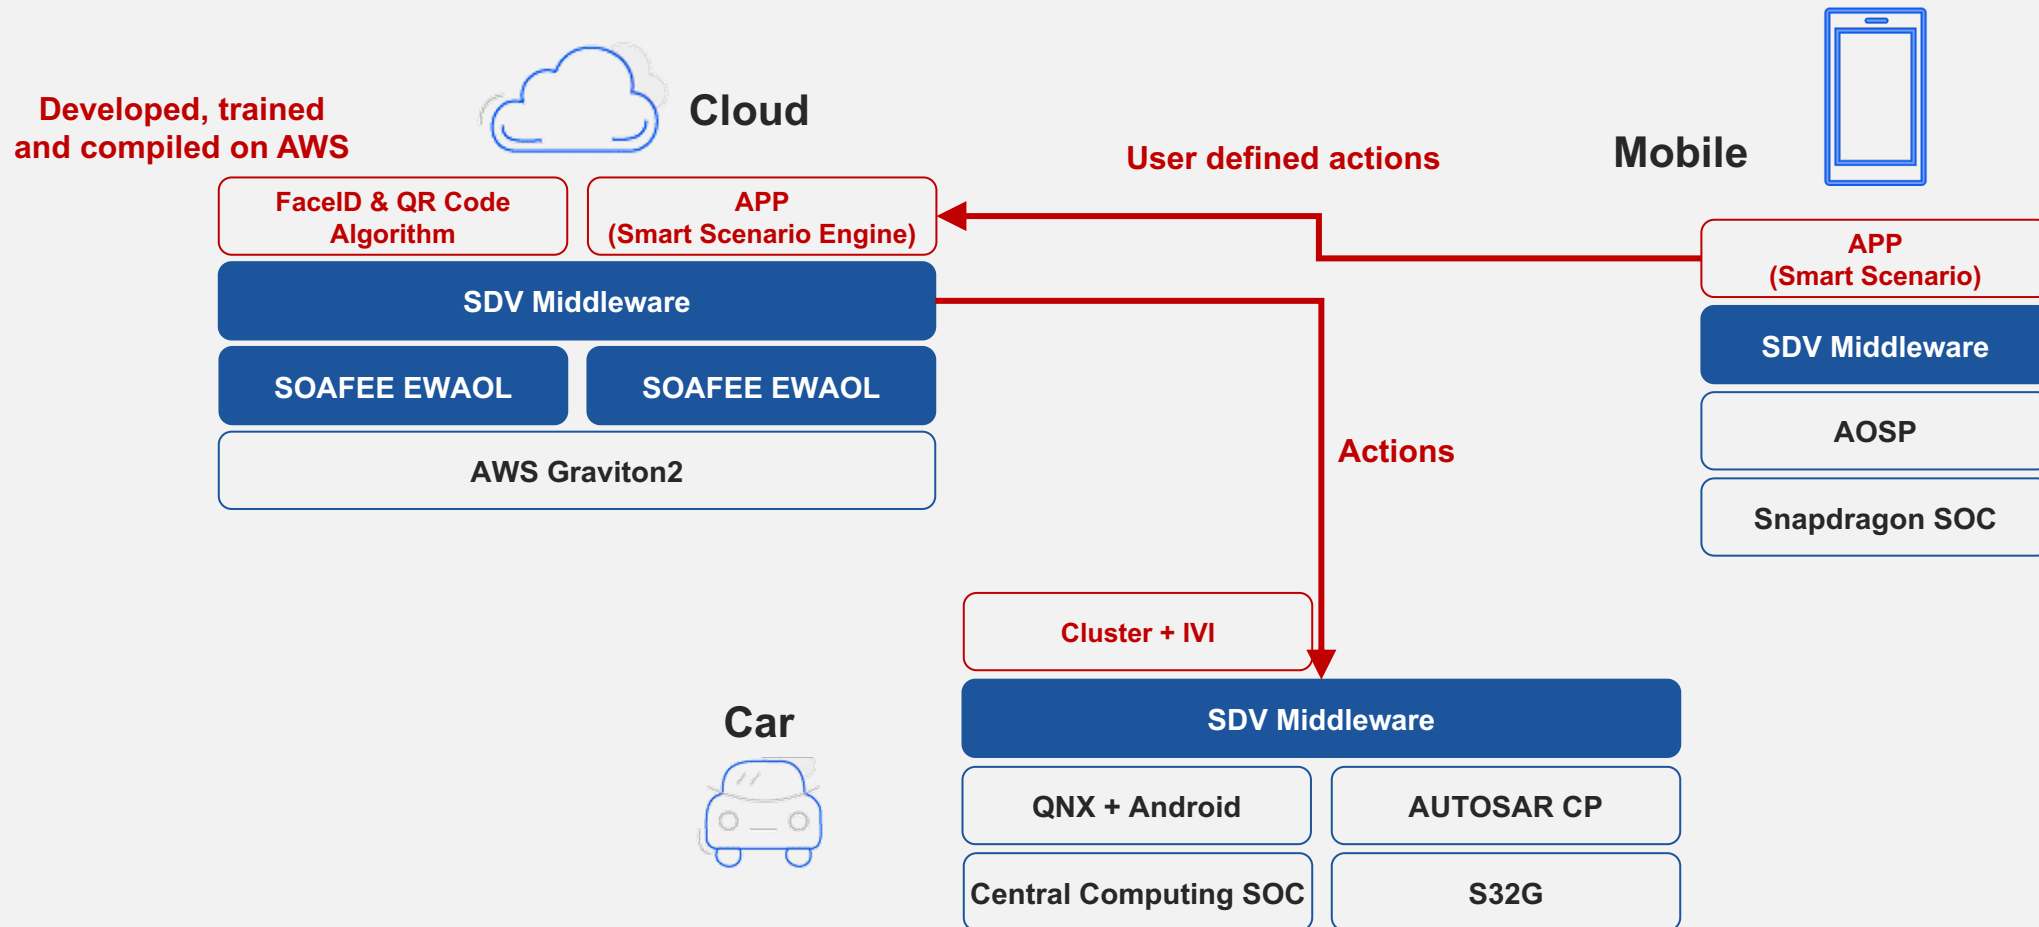 Developed, trained
and compiled on AWS
Cloud
FaceID & QR Code
Algorithm
APP
(Smart Scenario Engine)
SDV Middleware
SOAFEE EWAOL
SOAFEE EWAOL
AWS Graviton2
User defined actions
Mobile
APP
(Smart Scenario)
SDV Middleware
AOSP
Snapdragon SOC
Actions
Car
Cluster + IVI
SDV Middleware
QNX + Android
AUTOSAR CP
Central Computing SOC
S32G